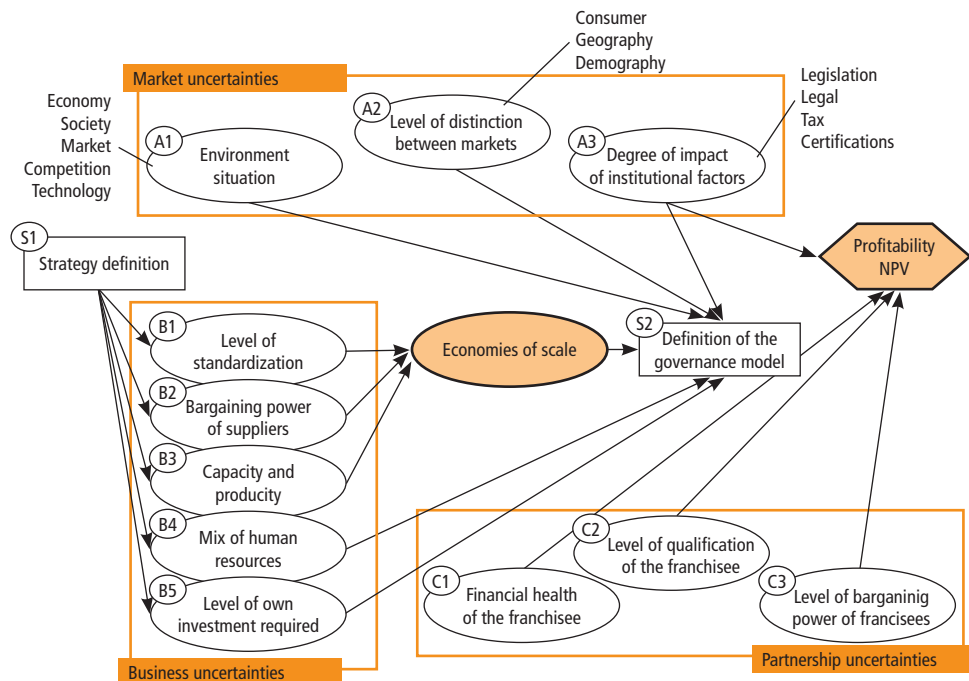 Consumer
Geography
Demography
Market uncertainties
Legislation
Legal
Tax
Certifications
Economy
Society
Market
Competition
Technology
A1
Environment
situation
A2
Level of distinction
between markets
A3
Degree of impact
of institutional factors
S1
Strategy definition
Profitability
NPV
B1
Level of
standardization
Economies of scale
S2
Definition of the
governance model
B2
Bargaining power
of suppliers
B3
Capacity and
producity
B4
Mix of human
resources
B5
Level of own
investment required
Business uncertainties
C1
Financial health
of the franchisee
C2
Level of qualification
of the franchisee
C3
Level of barganinig
power of francisees
Partnership uncertainties